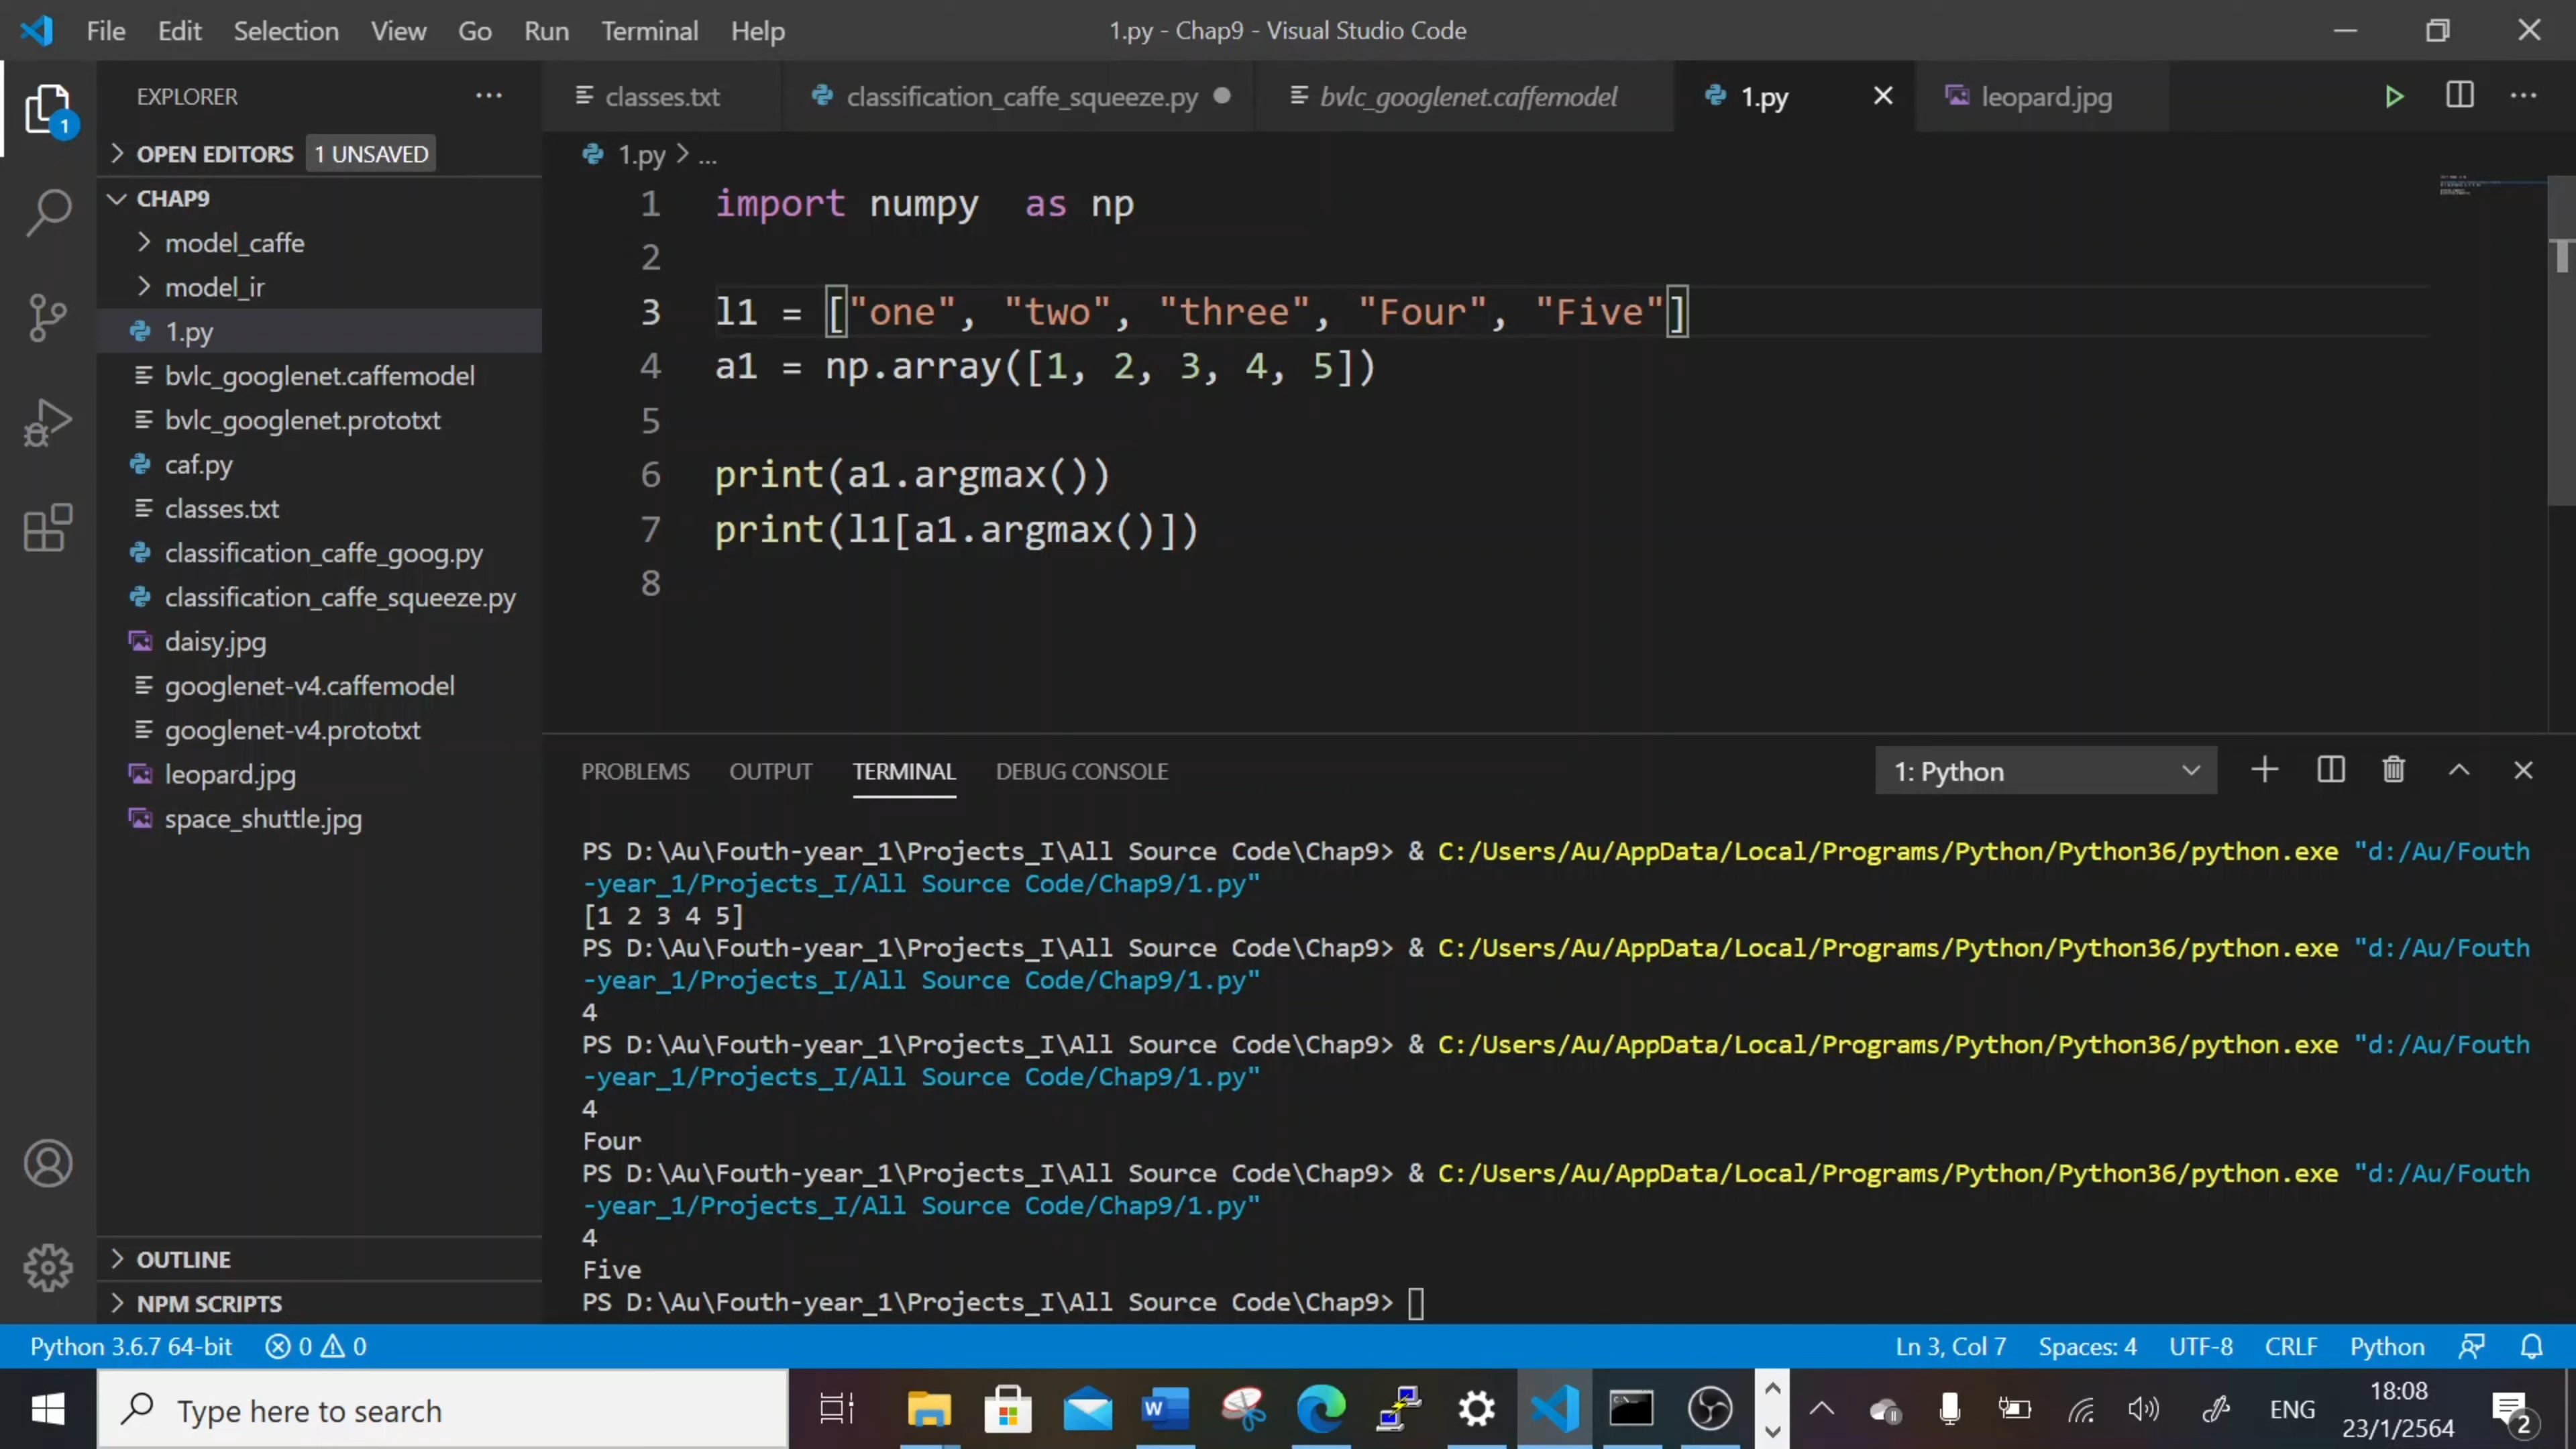 File Edit Selection View Go Run Terminal Help
1.py - Chap9 - Visual Studio Code
EXPLORER
OPEN EDITORS 1 UNSAVED
CHAP9
model_caffe
model_ir
1.py
bvlc_googlenet.caffemodel
bvlc_googlenet.prototxt
caf.py
classes.txt
classification_caffe_goog.py
classification_caffe_squeeze.py
daisy.jpg
googlenet-v4.caffemodel
googlenet-v4.prototxt
leopard.jpg
space_shuttle.jpg
OUTLINE
NPM SCRIPTS
1
classes.txt classification_caffe_squeeze.py bvlc_googlenet.caffemodel 1.py leopard.jpg
1.py > ...
1 import numpy  as np
2
3 l1 = ["one", "two", "three", "Four", "Five"]
4 a1 = np.array([1, 2, 3, 4, 5])
5
6 print(a1.argmax())
7 print(l1[a1.argmax()])
8
PROBLEMS OUTPUT TERMINAL DEBUG CONSOLE 1: Python
PS D:\Au\Fouth-year_1\Projects_I\All Source Code\Chap9> & C:/Users/Au/AppData/Local/Programs/Python/Python36/python.exe "d:/Au/Fouth
-year_1/Projects_I/All Source Code/Chap9/1.py"
[1 2 3 4 5]
PS D:\Au\Fouth-year_1\Projects_I\All Source Code\Chap9> & C:/Users/Au/AppData/Local/Programs/Python/Python36/python.exe "d:/Au/Fouth
-year_1/Projects_I/All Source Code/Chap9/1.py"
4
PS D:\Au\Fouth-year_1\Projects_I\All Source Code\Chap9> & C:/Users/Au/AppData/Local/Programs/Python/Python36/python.exe "d:/Au/Fouth
-year_1/Projects_I/All Source Code/Chap9/1.py"
4
Four
PS D:\Au\Fouth-year_1\Projects_I\All Source Code\Chap9> & C:/Users/Au/AppData/Local/Programs/Python/Python36/python.exe "d:/Au/Fouth
-year_1/Projects_I/All Source Code/Chap9/1.py"
4
Five
PS D:\Au\Fouth-year_1\Projects_I\All Source Code\Chap9>
Python 3.6.7 64-bit 0 0 Ln 3, Col 7 Spaces: 4 UTF-8 CRLF Python
Type here to search
W
ENG
18:08
23/1/2564
2